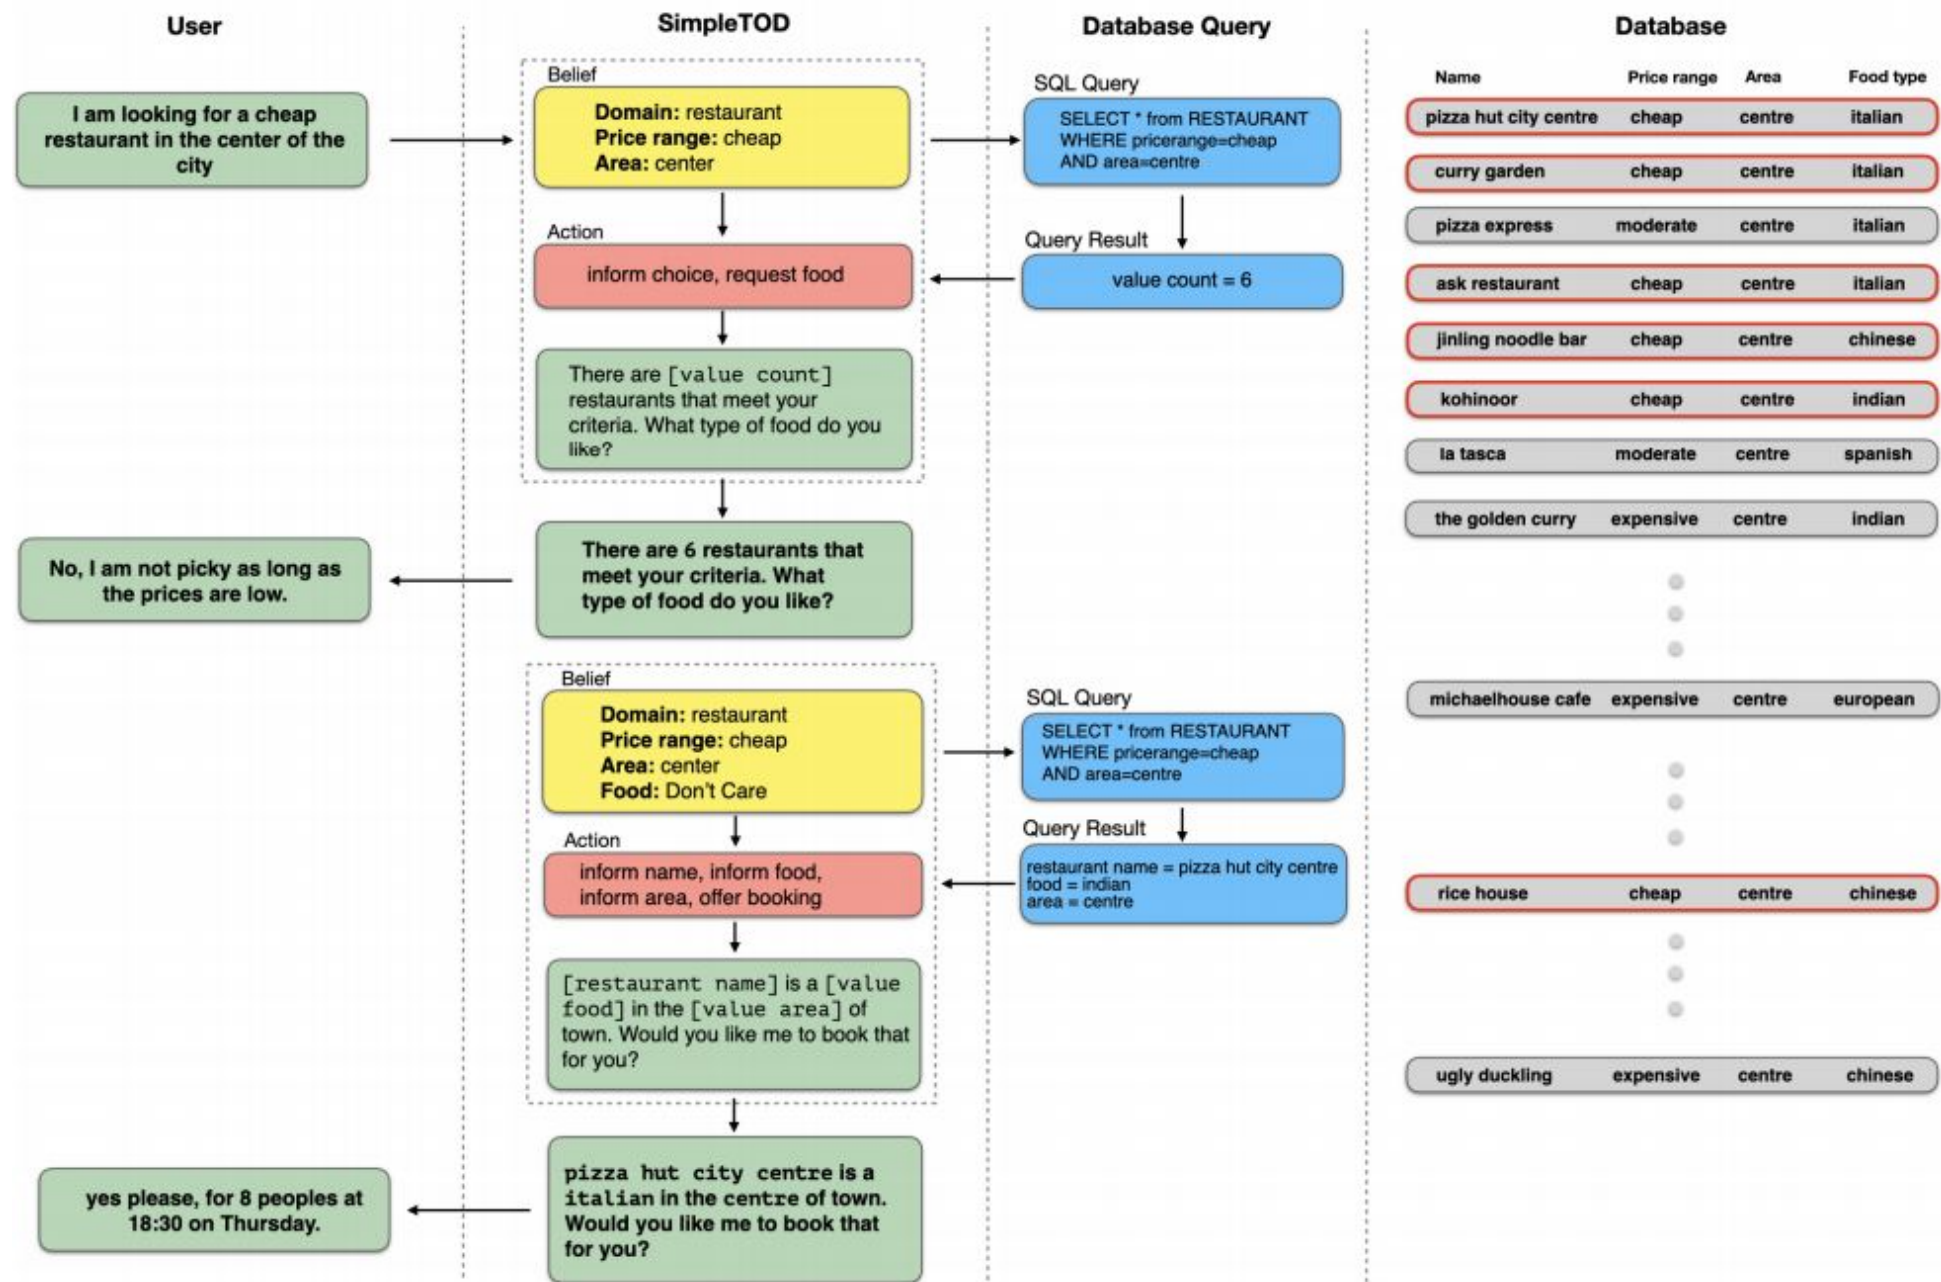 User
SimpleTOD
Database Query
Database
I am looking for a cheap
restaurant in the center of the
city
Belief
Domain: restaurant
Price range: cheap
Area: center
Action
inform choice, request food
There are [value count]
restaurants that meet your
criteria. What type of food do you
like?
SQL Query
SELECT * from RESTAURANT
WHERE pricerange=cheap
AND area=centre
Query Result
value count = 6
There are 6 restaurants that
meet your criteria. What
type of food do you like?
No, I am not picky as long as
the prices are low.
Belief
Domain: restaurant
Price range: cheap
Area: center
Food: Don't Care
Action
inform name, inform food,
inform area, offer booking
[restaurant name] is a [value
food] in the [value area] of
town. Would you like me to book that
for you?
SQL Query
SELECT * from RESTAURANT
WHERE pricerange=cheap
AND area=centre
Query Result
restaurant name = pizza hut city centre
food = indian
area = centre
pizza hut city centre is a
italian in the centre of town.
Would you like me to book that
for you?
yes please, for 8 peoples at
18:30 on Thursday.
Name Price range Area Food type
pizza hut city centre cheap centre italian
curry garden cheap centre italian
pizza express moderate centre italian
ask restaurant cheap centre italian
jinling noodle bar cheap centre chinese
kohinoor cheap centre indian
la tasca moderate centre spanish
the golden curry expensive centre indian
michaelhouse cafe expensive centre european
rice house cheap centre chinese
ugly duckling expensive centre chinese